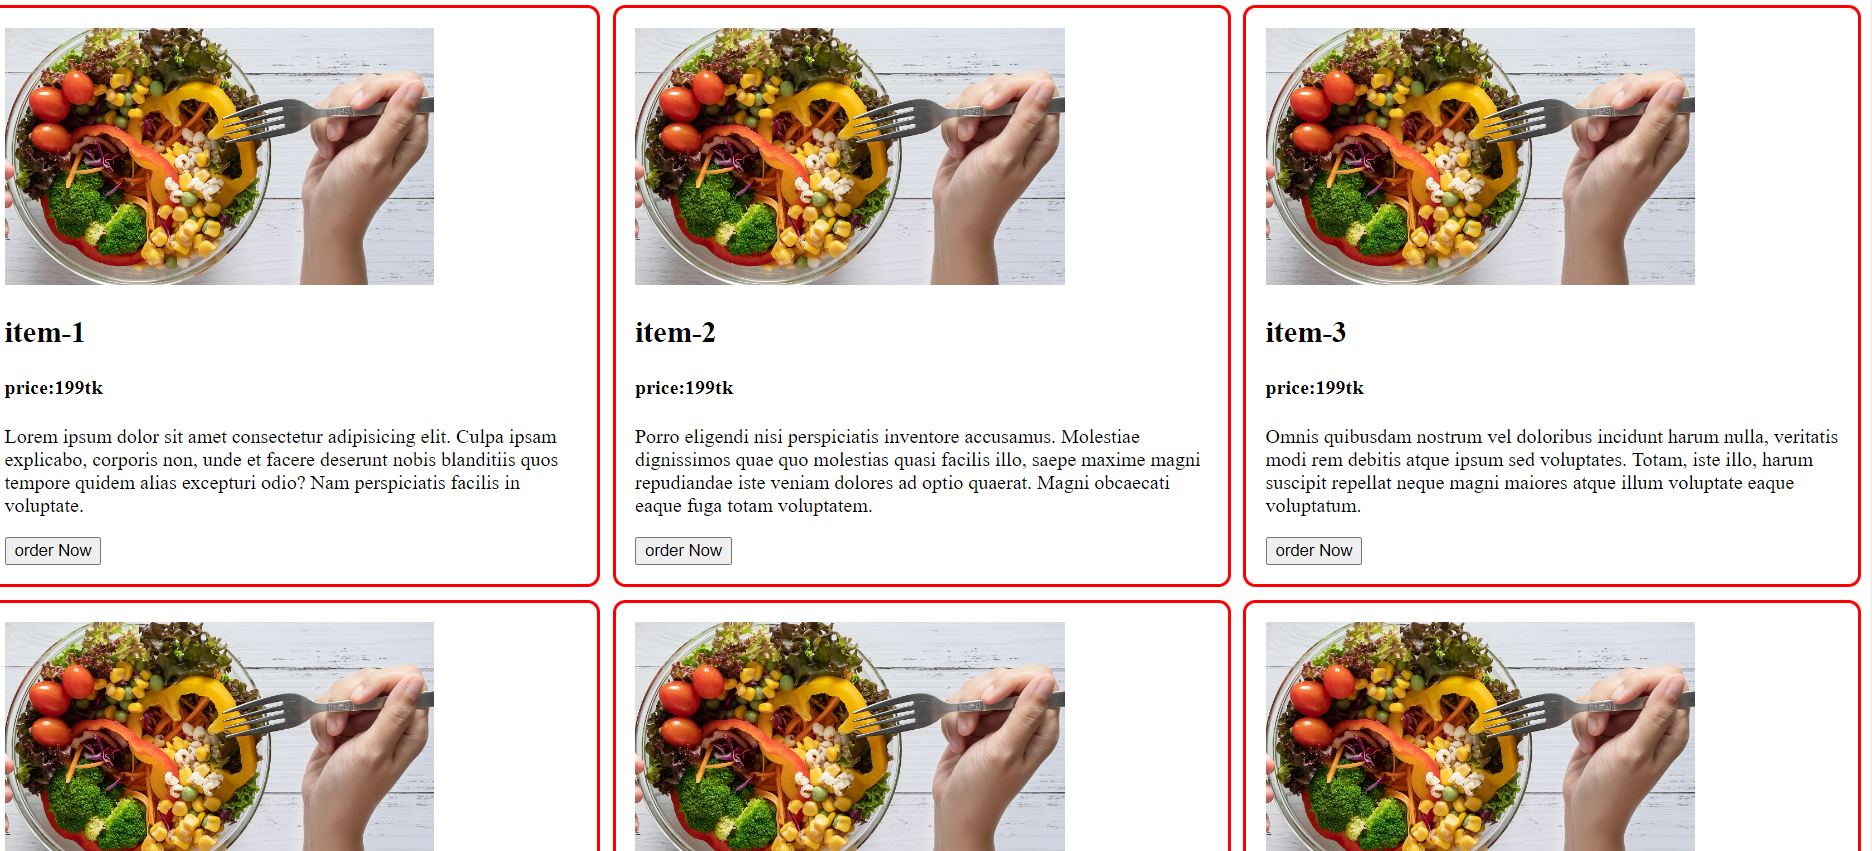 item-1
price:199tk
Lorem ipsum dolor sit amet consectetur adipisicing elit. Culpa ipsam
explicabo, corporis non, unde et facere deserunt nobis blanditiis quos
tempore quidem alias excepturi odio? Nam perspiciatis facilis in
voluptate.
order Now
item-2
price:199tk
Porro eligendi nisi perspiciatis inventore accusamus. Molestiae
dignissimos quae quo molestias quasi facilis illo, saepe maxime magni
repudiandae iste veniam dolores ad optio quaerat. Magni obcaecati
eaque fuga totam voluptatem.
order Now
item-3
price:199tk
Omnis quibusdam nostrum vel doloribus incidunt harum nulla, veritatis
modi rem debitis atque ipsum sed voluptates. Totam, iste illo, harum
suscipit repellat neque magni maiores atque illum voluptate eaque
voluptatum.
order Now